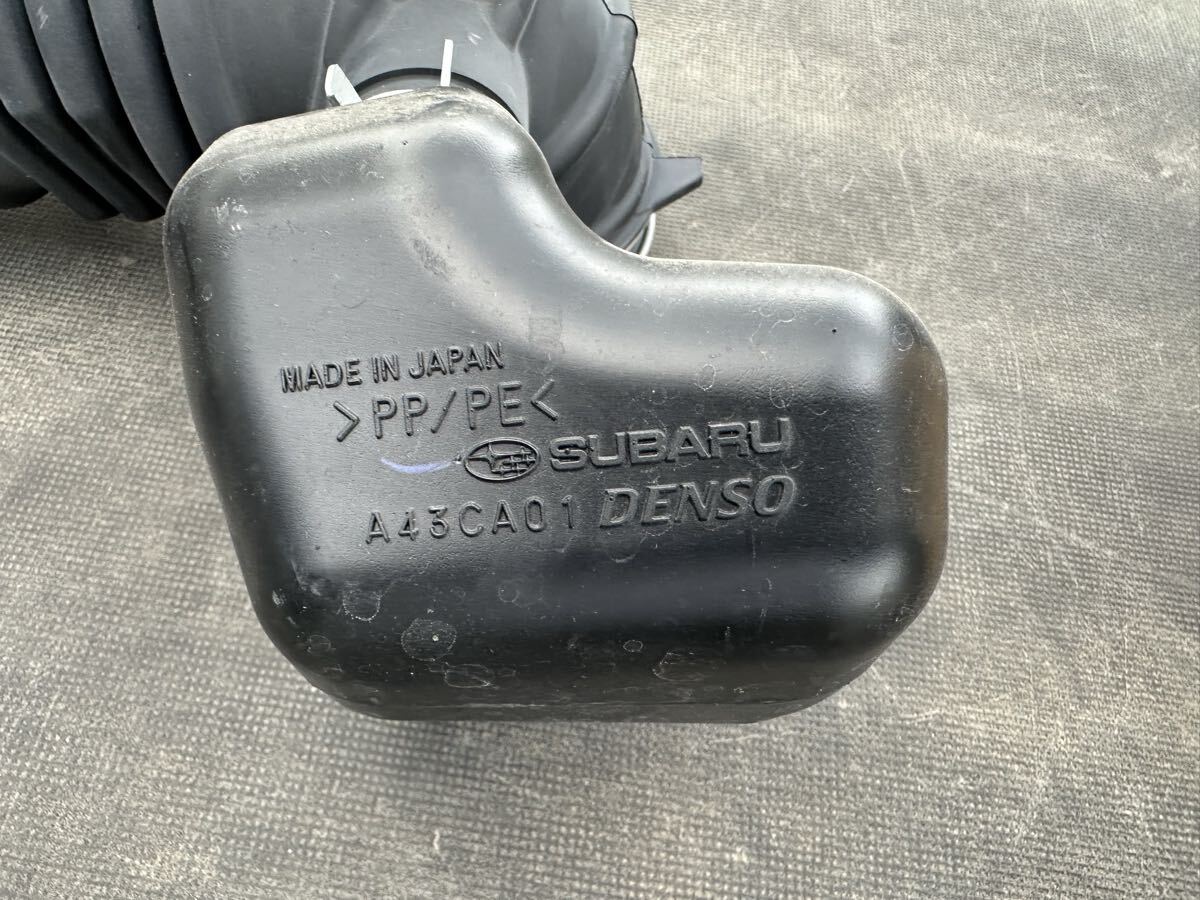 MADE IN JAPAN
>PP/PE<
SUBARU
A43CA01 DENSO